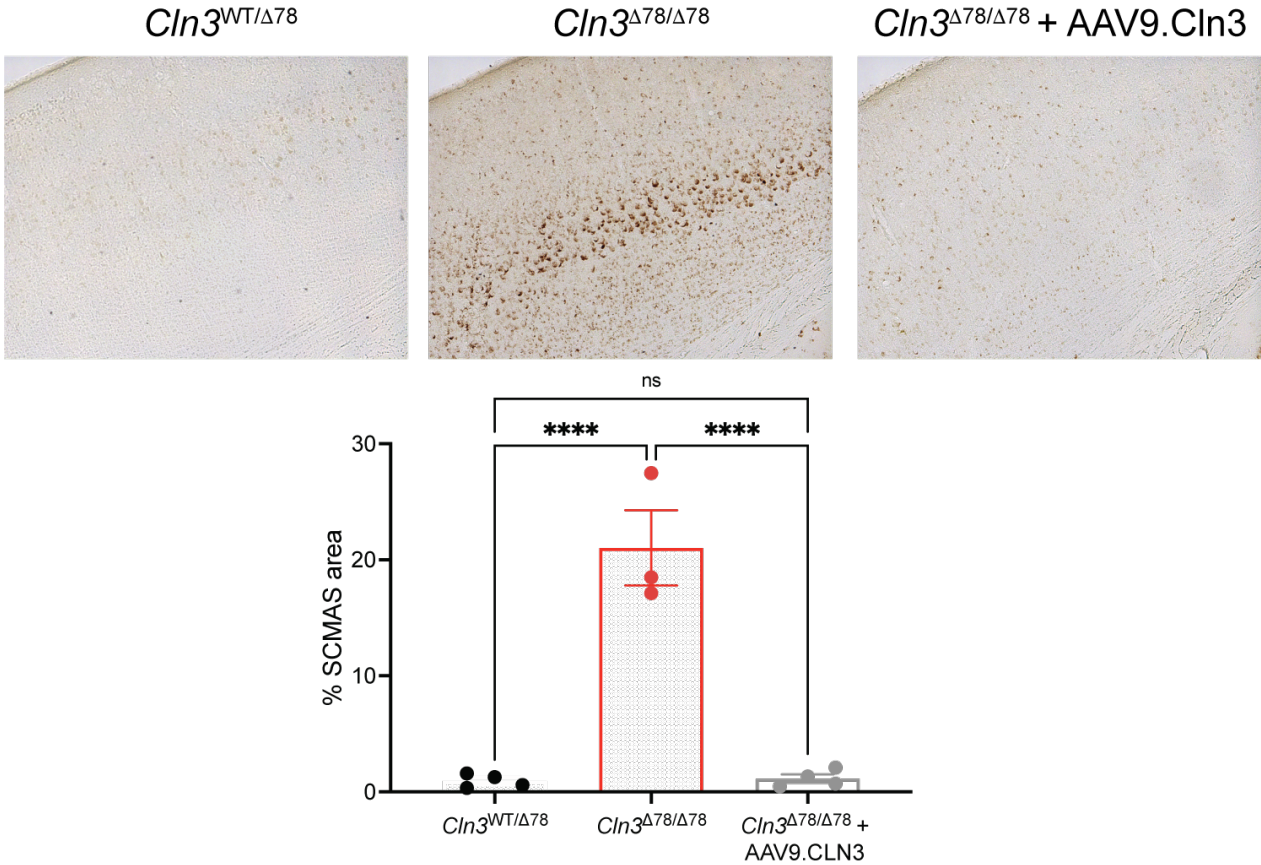 Cln3WT/Δ78
Cln3Δ78/Δ78
Cln3Δ78/Δ78 + AAV9.Cln3
ns
**** ****
30
20
10
0
% SCMAS area
Cln3WT/Δ78
Cln3Δ78/Δ78
Cln3Δ78/Δ78 +
AAV9.CLN3